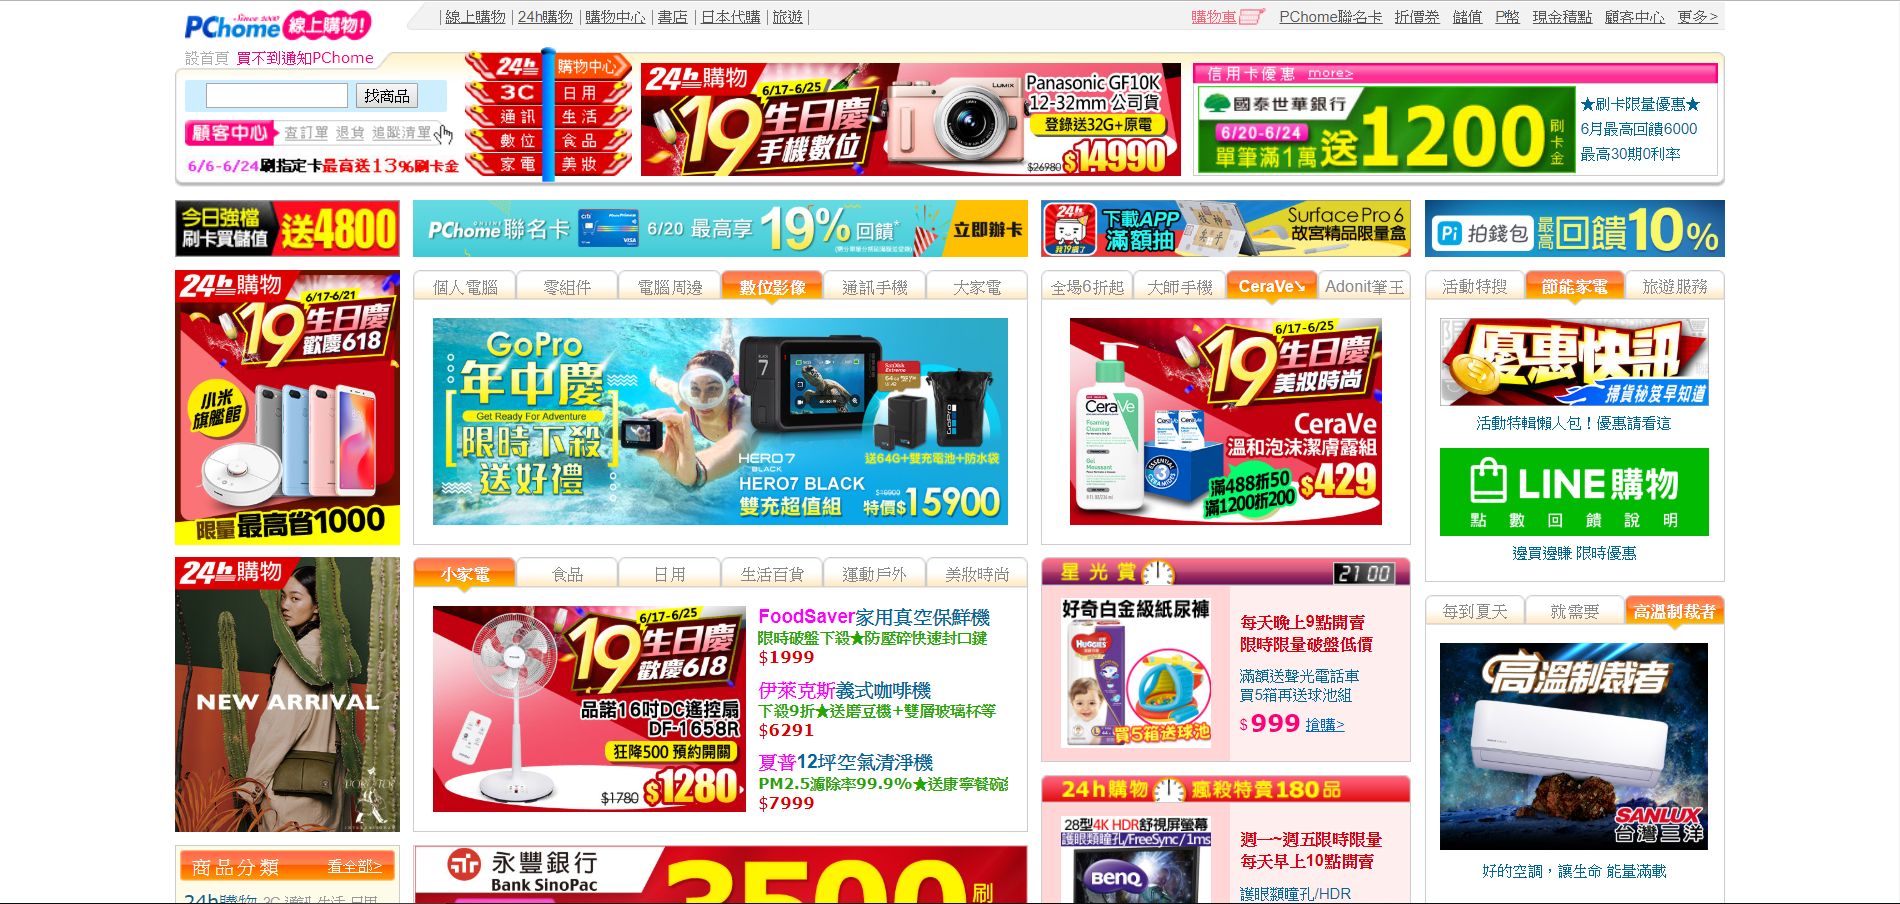 Since 2000
PChome 線上購物!
線上購物 | 24h購物 | 購物中心 | 書店 | 日本代購 | 旅遊
購物車 PChome聯名卡 折價券 儲值 P幣 現金積點 顧客中心 更多>
設首頁 買不到通知PChome
找商品
顧客中心 查訂單 退貨 追蹤清單
6/6-6/24刷指定卡最高送13%刷卡金
24h 購物中心
3C 日用
通訊 生活
數位 食品
家電 美妝
24h購物
6/17-6/25
19生日慶
手機數位
LUMIX
Panasonic GF10K
12-32mm 公司貨
登錄送32G+原電
$26980 $14990
信用卡優惠 more>
國泰世華銀行
6/20-6/24
單筆滿1萬送1200刷卡金
★刷卡限量優惠★
6月最高回饋6000
最高30期0利率
今日強檔
刷卡買儲值
送4800
PChome ONLINE 聯名卡 citi VISA 6/20 最高享 19%回饋* 立即辦卡
24h
我19購了
下載APP
滿額抽
Surface Pro 6
故宮精品限量盒
Pi 拍錢包 最高回饋10%
24h購物
6/17-6/21
19生日慶
歡慶618
小米
旗艦館
限量最高省1000
個人電腦 零組件 電腦周邊 數位影像 通訊手機 大家電
GoPro
年中慶
Get Ready For Adventure
限時下殺
送好禮
HERO7
BLACK
HERO7 BLACK
雙充超值組
送64G+雙充電池+防水袋
$19900
特價$15900
全場6折起 大師手機 CeraVe↘ Adonit筆王
6/17-6/25
19生日慶
美妝時尚
CeraVe
Foaming
Cleanser
Gel
Moussant
ESSENTIAL
3
CERAMIDES
CeraVe
溫和泡沫潔膚露組
滿488折50
滿1200折200
$429
活動特搜 節能家電 旅遊服務
優惠快訊
掃貨秘笈早知道
活動特輯懶人包！優惠請看這
LINE購物
點數回饋說明
邊買邊賺 限時優惠
24h購物
NEW ARRIVAL
小家電 食品 日用 生活百貨 運動戶外 美妝時尚
6/17-6/25
19生日慶
歡慶618
品諾16吋DC遙控扇
DF-1658R
狂降500 預約開關
$1780 $1280
FoodSaver家用真空保鮮機
限時破盤下殺★防壓碎快速封口鍵
$1999
伊萊克斯義式咖啡機
下殺9折★送磨豆機+雙層玻璃杯等
$6291
夏普12坪空氣清淨機
PM2.5濾除率99.9%★送康寧餐碗
$7999
星光賞 21:00
好奇白金級紙尿褲
HUGGIES
買5箱送球池
每天晚上9點開賣
限時限量破盤低價
滿額送聲光電話車
買5箱再送球池組
$999 搶購>
24h購物 瘋殺特賣180品
28型4K HDR舒視屏螢幕
護眼類瞳孔/FreeSync/1ms
BenQ
週一~週五限時限量
每天早上10點開賣
護眼類瞳孔/HDR
每到夏天 就需要 高溫制裁者
高溫制裁者
SANLUX
台灣三洋
好的空調，讓生命 能量滿載
商品分類 看全部>
24h購物 3C 通訊 生活 日用
永豐銀行
Bank SinoPac
3500
刷